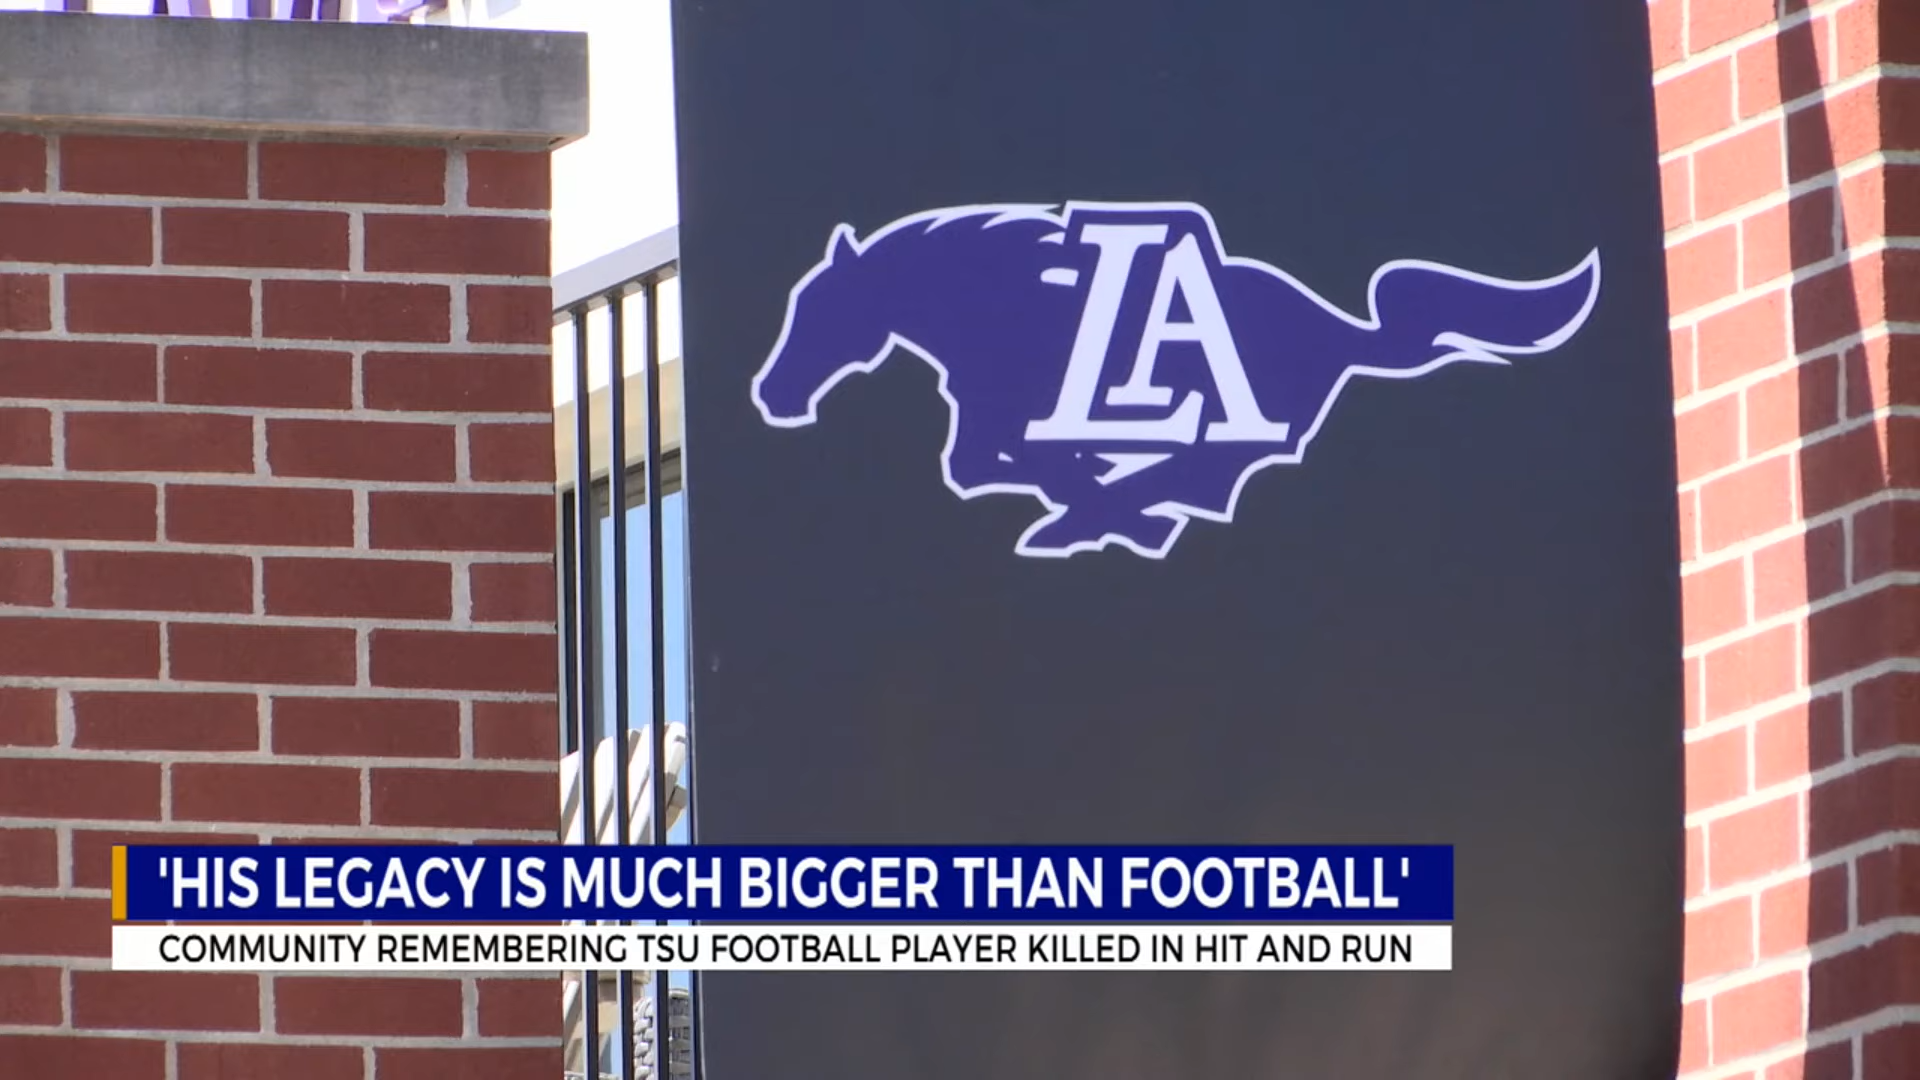 LA
'HIS LEGACY IS MUCH BIGGER THAN FOOTBALL'
COMMUNITY REMEMBERING TSU FOOTBALL PLAYER KILLED IN HIT AND RUN